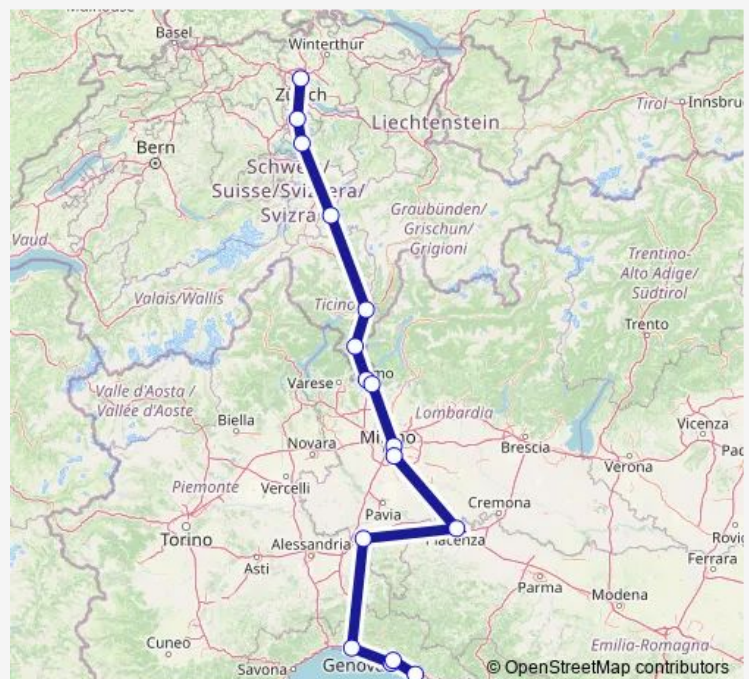 Basel
Winterthur
Tirol
Innsbru
Liechtenstein
Bern
Suisse/Svizzera/
Svizra
Graubünden/
Grischun/
Grigioni
Vaud
Trentino-
Alto Adige/
Südtirol
Valais/Wallis
Ticino
Trento
Varese
Valle d'Aosta /
Vallée d'Aoste
Lombardia
Biella
Vicenza
Novara
Brescia
Verona
Vercelli
Piemonte
Cremona
Pavia
Torino
Alessandria
Piacenza
Asti
Ferrara
Parma
Modena
Cuneo
Emilia-Romagna
Savona
Genova
© OpenStreetMap contributors